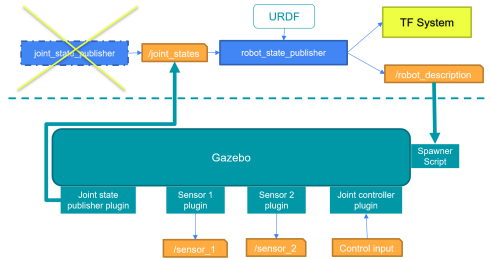 URDF
TF System
joint_state_publisher
/joint_states
robot_state_publisher
/robot_description
Gazebo
Spawner
Script
Joint state
publisher plugin
Sensor 1
plugin
Sensor 2
plugin
Joint controller
plugin
/sensor_1
/sensor_2
Control input